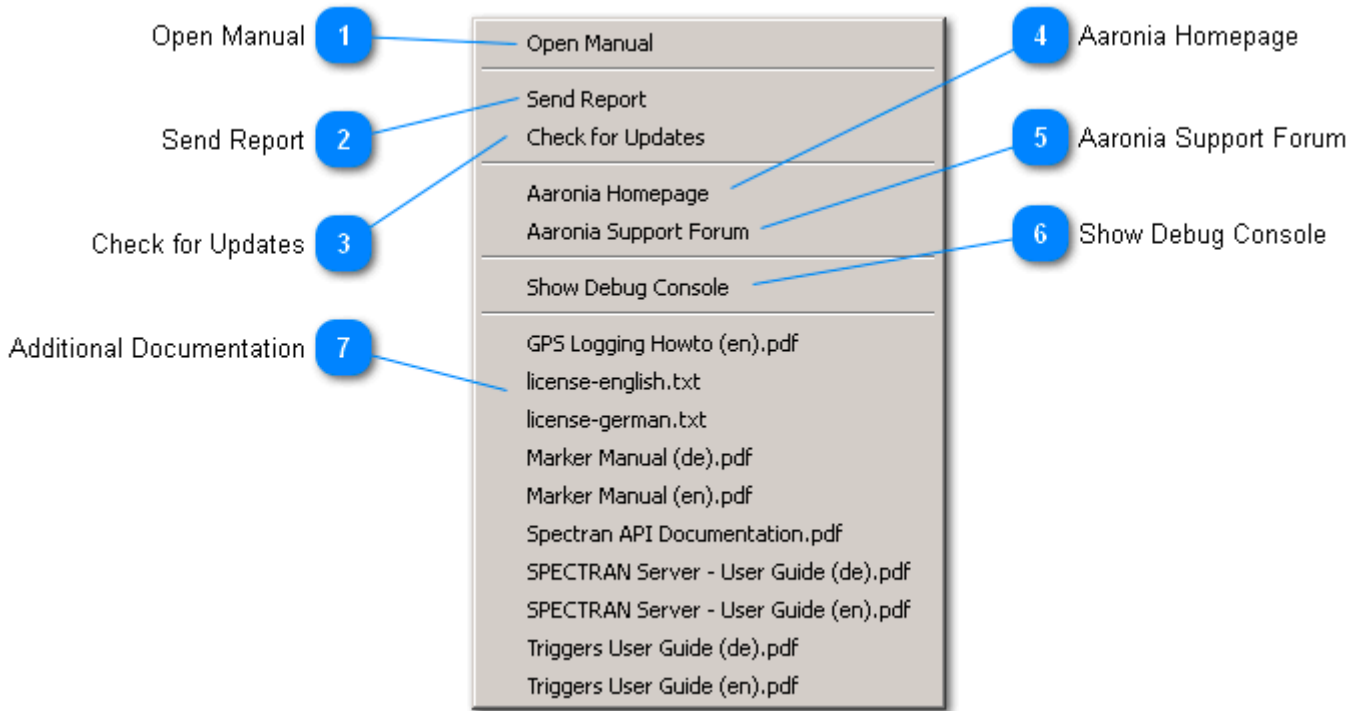 Open Manual 1
Send Report 2
Check for Updates 3
Additional Documentation 7
Open Manual
Send Report
Check for Updates
Aaronia Homepage
Aaronia Support Forum
Show Debug Console
GPS Logging Howto (en).pdf
license-english.txt
license-german.txt
Marker Manual (de).pdf
Marker Manual (en).pdf
Spectran API Documentation.pdf
SPECTRAN Server - User Guide (de).pdf
SPECTRAN Server - User Guide (en).pdf
Triggers User Guide (de).pdf
Triggers User Guide (en).pdf
4 Aaronia Homepage
5 Aaronia Support Forum
6 Show Debug Console